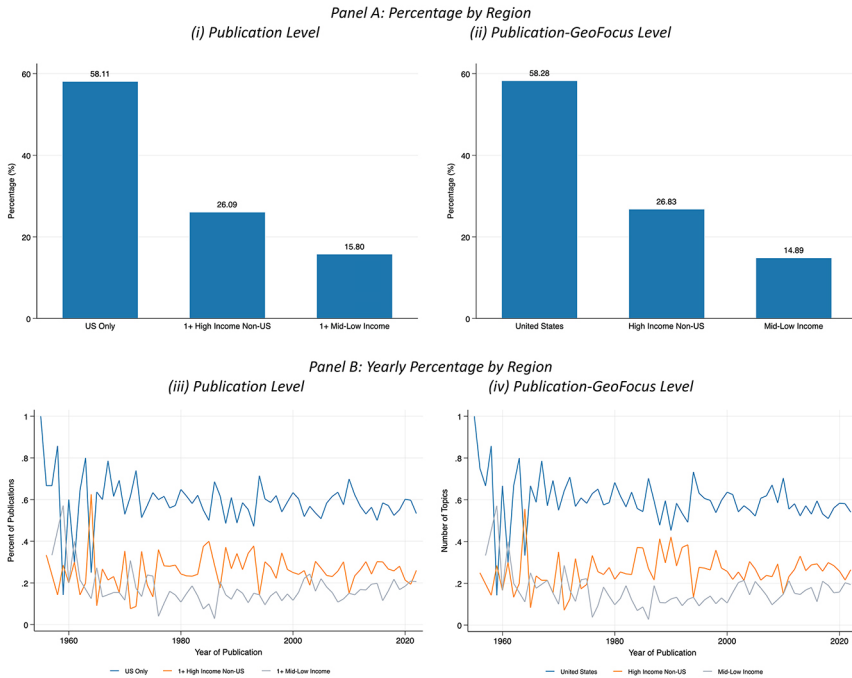 Panel A: Percentage by Region
(i) Publication Level
(ii) Publication-GeoFocus Level
Percentage (%)
60
40
20
0
58.11
26.09
15.80
US Only
1+ High Income Non-US
1+ Mid-Low Income
Percentage (%)
60
40
20
0
58.28
26.83
14.89
United States
High Income Non-US
Mid-Low Income
Panel B: Yearly Percentage by Region
(iii) Publication Level
(iv) Publication-GeoFocus Level
Percent of Publications
1
.8
.6
.4
.2
0
1960
1980
2000
2020
Year of Publication
US Only
1+ High Income Non-US
1+ Mid-Low Income
Number of Topics
1
.8
.6
.4
.2
0
1960
1980
2000
2020
Year of Publication
United States
High Income Non-US
Mid-Low Income